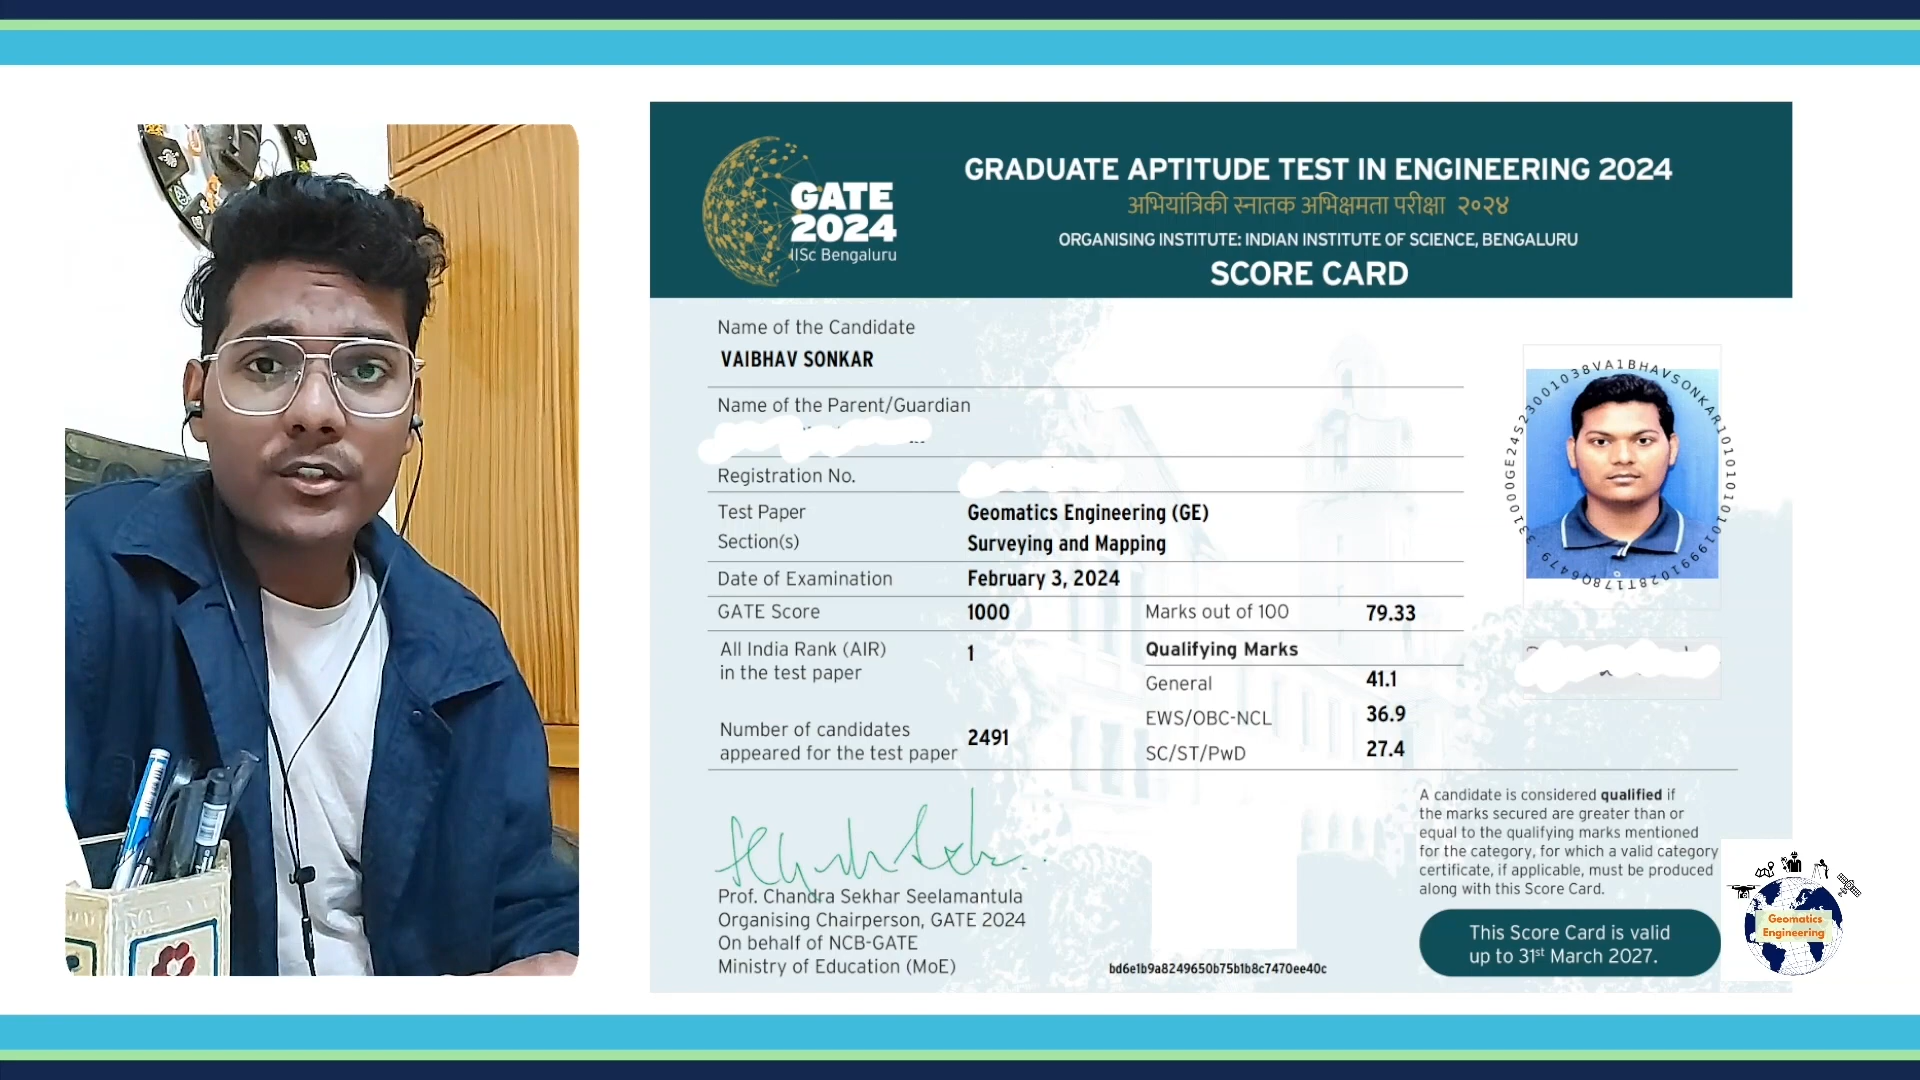 GATE
2024
IISc Bengaluru
GRADUATE APTITUDE TEST IN ENGINEERING 2024
अभियांत्रिकी स्नातक अभिक्षमता परीक्षा २०२४
ORGANISING INSTITUTE: INDIAN INSTITUTE OF SCIENCE, BENGALURU
SCORE CARD
Name of the Candidate
VAIBHAV SONKAR
Name of the Parent/Guardian
Registration No.
Test Paper Geomatics Engineering (GE)
Section(s) Surveying and Mapping
Date of Examination February 3, 2024
GATE Score 1000 Marks out of 100 79.33
All India Rank (AIR)
in the test paper 1
Qualifying Marks
General 41.1
EWS/OBC-NCL 36.9
SC/ST/PwD 27.4
Number of candidates
appeared for the test paper 2491
Prof. Chandra Sekhar Seelamantula
Organising Chairperson, GATE 2024
On behalf of NCB-GATE
Ministry of Education (MoE)
bd6e1b9a8249650b75b1b8c7470ee40c
A candidate is considered qualified if
the marks secured are greater than or
equal to the qualifying marks mentioned
for the category, for which a valid category
certificate, if applicable, must be produced
along with this Score Card.
This Score Card is valid
up to 31st March 2027.
Geomatics
Engineering